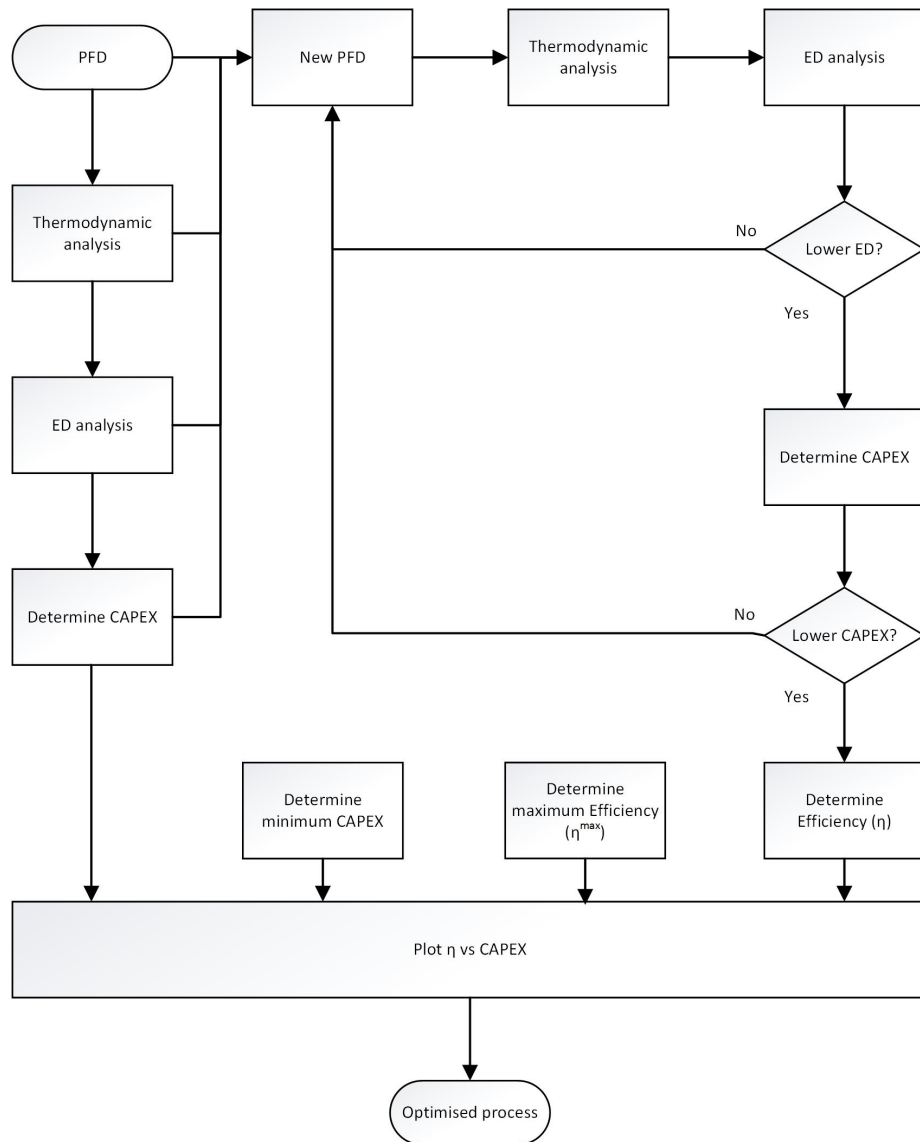 PFD
New PFD
Thermodynamic
analysis
ED analysis
Thermodynamic
analysis
No
Lower ED?
Yes
ED analysis
Determine CAPEX
Determine CAPEX
No
Lower CAPEX?
Yes
Determine
minimum CAPEX
Determine
maximum Efficiency
(η^max)
Determine
Efficiency (η)
Plot η vs CAPEX
Optimised process